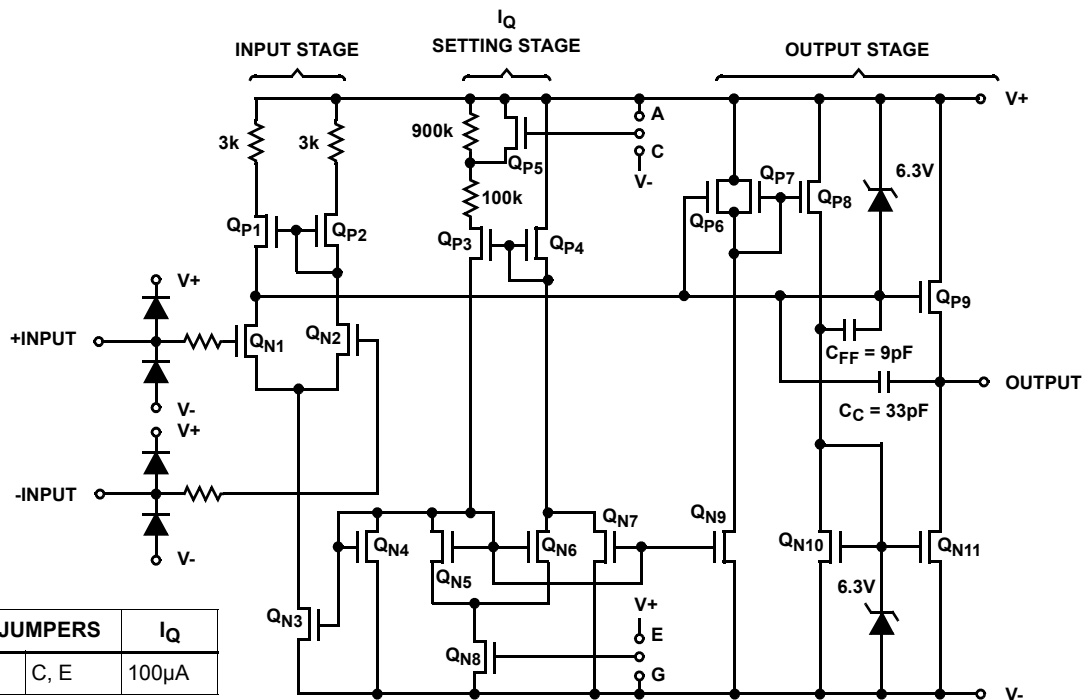 IQ
INPUT STAGE
SETTING STAGE
OUTPUT STAGE
V+
3k
3k
900k
A
C
V-
QP5
100k
6.3V
QP7
QP8
QP6
QP1
QP2
QP3
QP4
QP9
V+
+INPUT
QN1
QN2
CFF = 9pF
OUTPUT
CC = 33pF
V-
V+
-INPUT
V-
QN7
QN9
QN4
QN6
QN10
QN11
QN5
6.3V
V+
QN3
E
QN8
G
V-
JUMPERS IQ
C, E 100µA